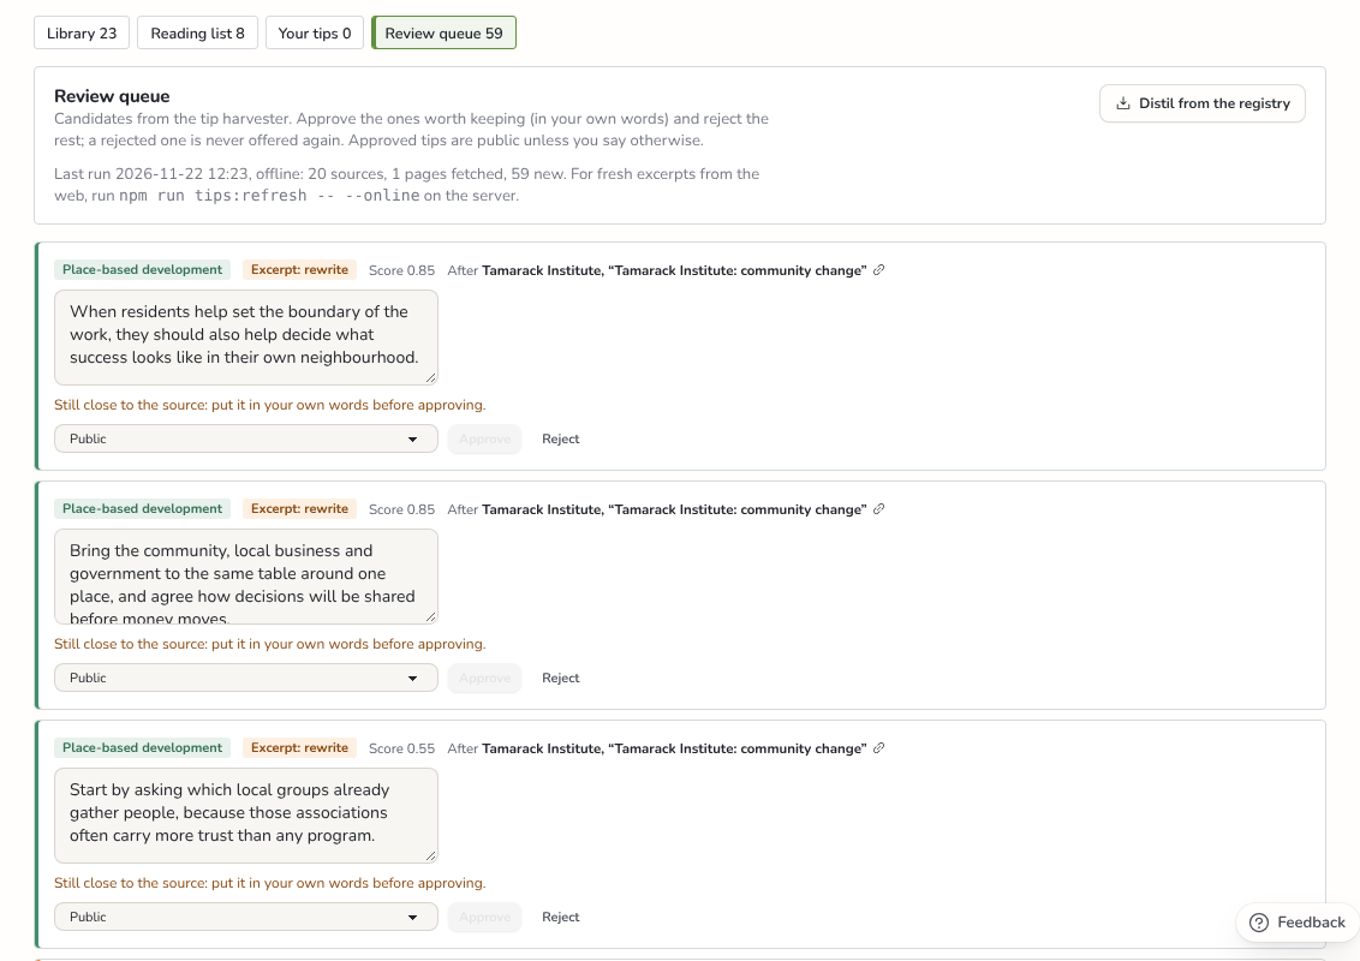 Library 23
Reading list 8
Your tips 0
Review queue 59
Review queue
Distil from the registry
Candidates from the tip harvester. Approve the ones worth keeping (in your own words) and reject the
rest; a rejected one is never offered again. Approved tips are public unless you say otherwise.
Last run 2026-11-22 12:23, offline: 20 sources, 1 pages fetched, 59 new. For fresh excerpts from the
web, run npm run tips:refresh -- --online on the server.
Place-based development Excerpt: rewrite Score 0.85 After Tamarack Institute, “Tamarack Institute: community change”
When residents help set the boundary of the
work, they should also help decide what
success looks like in their own neighbourhood.
Still close to the source: put it in your own words before approving.
Public Approve Reject
Place-based development Excerpt: rewrite Score 0.85 After Tamarack Institute, “Tamarack Institute: community change”
Bring the community, local business and
government to the same table around one
place, and agree how decisions will be shared
before money moves.
Still close to the source: put it in your own words before approving.
Public Approve Reject
Place-based development Excerpt: rewrite Score 0.55 After Tamarack Institute, “Tamarack Institute: community change”
Start by asking which local groups already
gather people, because those associations
often carry more trust than any program.
Still close to the source: put it in your own words before approving.
Public Approve Reject
Feedback